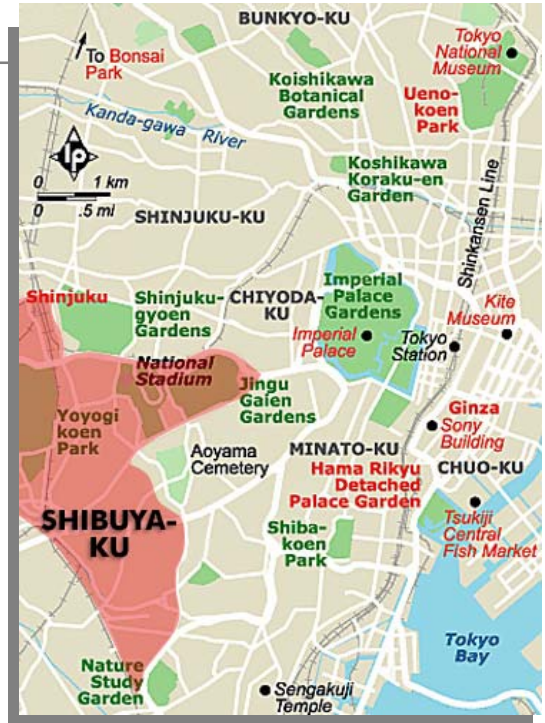 BUNKYO-KU
Tokyo
National
Museum
To Bonsai
Park
Koishikawa
Botanical
Gardens
Ueno-
koen
Park
Kanda-gawa River
lp
Koshikawa
Koraku-en
Garden
0 1 km
0 .5 mi
SHINJUKU-KU
Shinkansen Line
Shinjuku
Shinjuku-
gyoen
Gardens
CHIYODA-
KU
Imperial
Palace
Gardens
Imperial
Palace
Kite
Museum
Tokyo
Station
National
Stadium
Jingu
Gaien
Gardens
Yoyogi
koen
Park
Ginza
Sony
Building
Aoyama
Cemetery
MINATO-KU
Hama Rikyu
Detached
Palace Garden
CHUO-KU
SHIBUYA-
KU
Shiba-
koen
Park
Tsukiji
Central
Fish Market
Tokyo
Bay
Nature
Study
Garden
Sengakuji
Temple